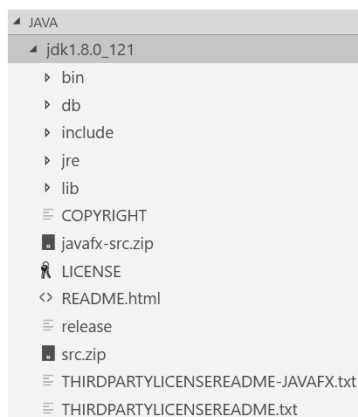 JAVA
jdk1.8.0_121
bin
db
include
jre
lib
COPYRIGHT
javafx-src.zip
LICENSE
README.html
release
src.zip
THIRDPARTYLICENSEREADME-JAVAFX.txt
THIRDPARTYLICENSEREADME.txt